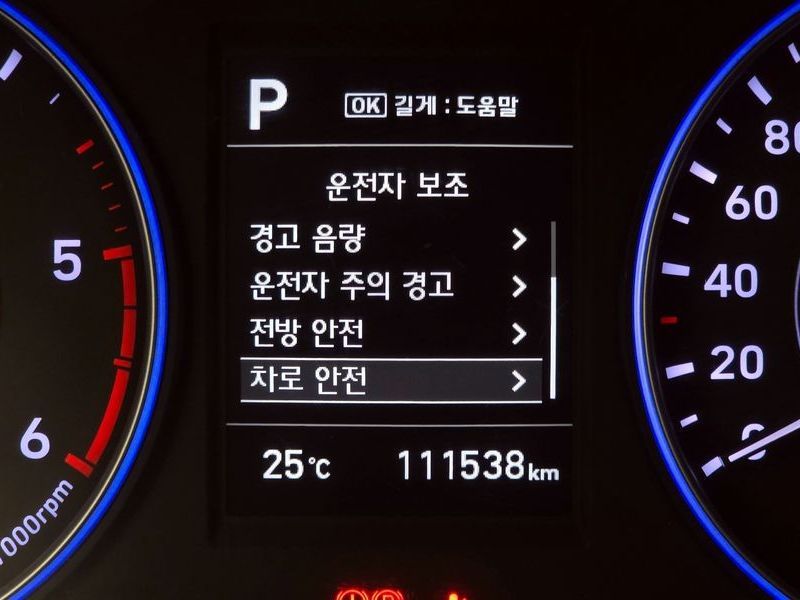 P
OK 길게 : 도움말
운전자 보조
경고 음량
운전자 주의 경고
전방 안전
차로 안전
25°C 111538km
5
6
000rpm
80
60
40
20
0